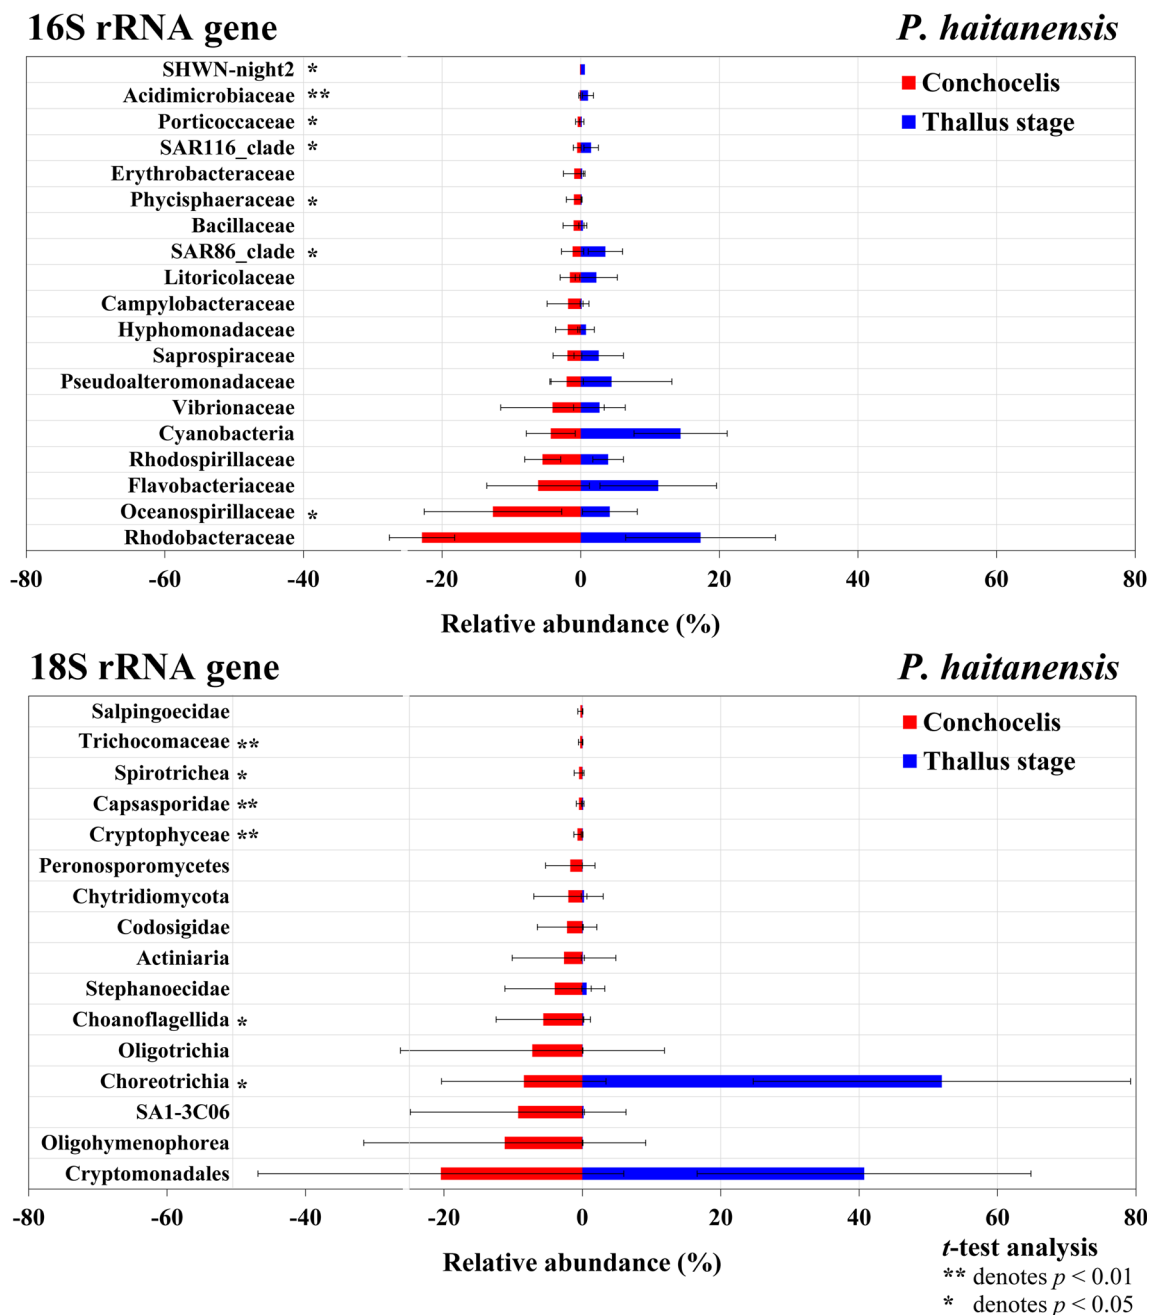 16S rRNA gene
P. haitanensis
Conchocelis
Thallus stage
SHWN-night2 *
Acidimicrobiaceae **
Porticoccaceae *
SAR116_clade *
Erythrobacteraceae
Phycisphaeraceae *
Bacillaceae
SAR86_clade *
Litoricolaceae
Campylobacteraceae
Hyphomonadaceae
Saprospiraceae
Pseudoalteromonadaceae
Vibrionaceae
Cyanobacteria
Rhodospirillaceae
Flavobacteriaceae
Oceanospirillaceae *
Rhodobacteraceae
-80 -60 -40 -20 0 20 40 60 80
Relative abundance (%)
18S rRNA gene
P. haitanensis
Conchocelis
Thallus stage
Salpingoecidae
Trichocomaceae **
Spirotrichea *
Capsasporidae **
Cryptophyceae **
Peronosporomycetes
Chytridiomycota
Codosigidae
Actiniaria
Stephanoecidae
Choanoflagellida *
Oligotrichia
Choreotrichia *
SA1-3C06
Oligohymenophorea
Cryptomonadales
-80 -60 -40 -20 0 20 40 60 80
Relative abundance (%)
t-test analysis
** denotes p < 0.01
* denotes p < 0.05